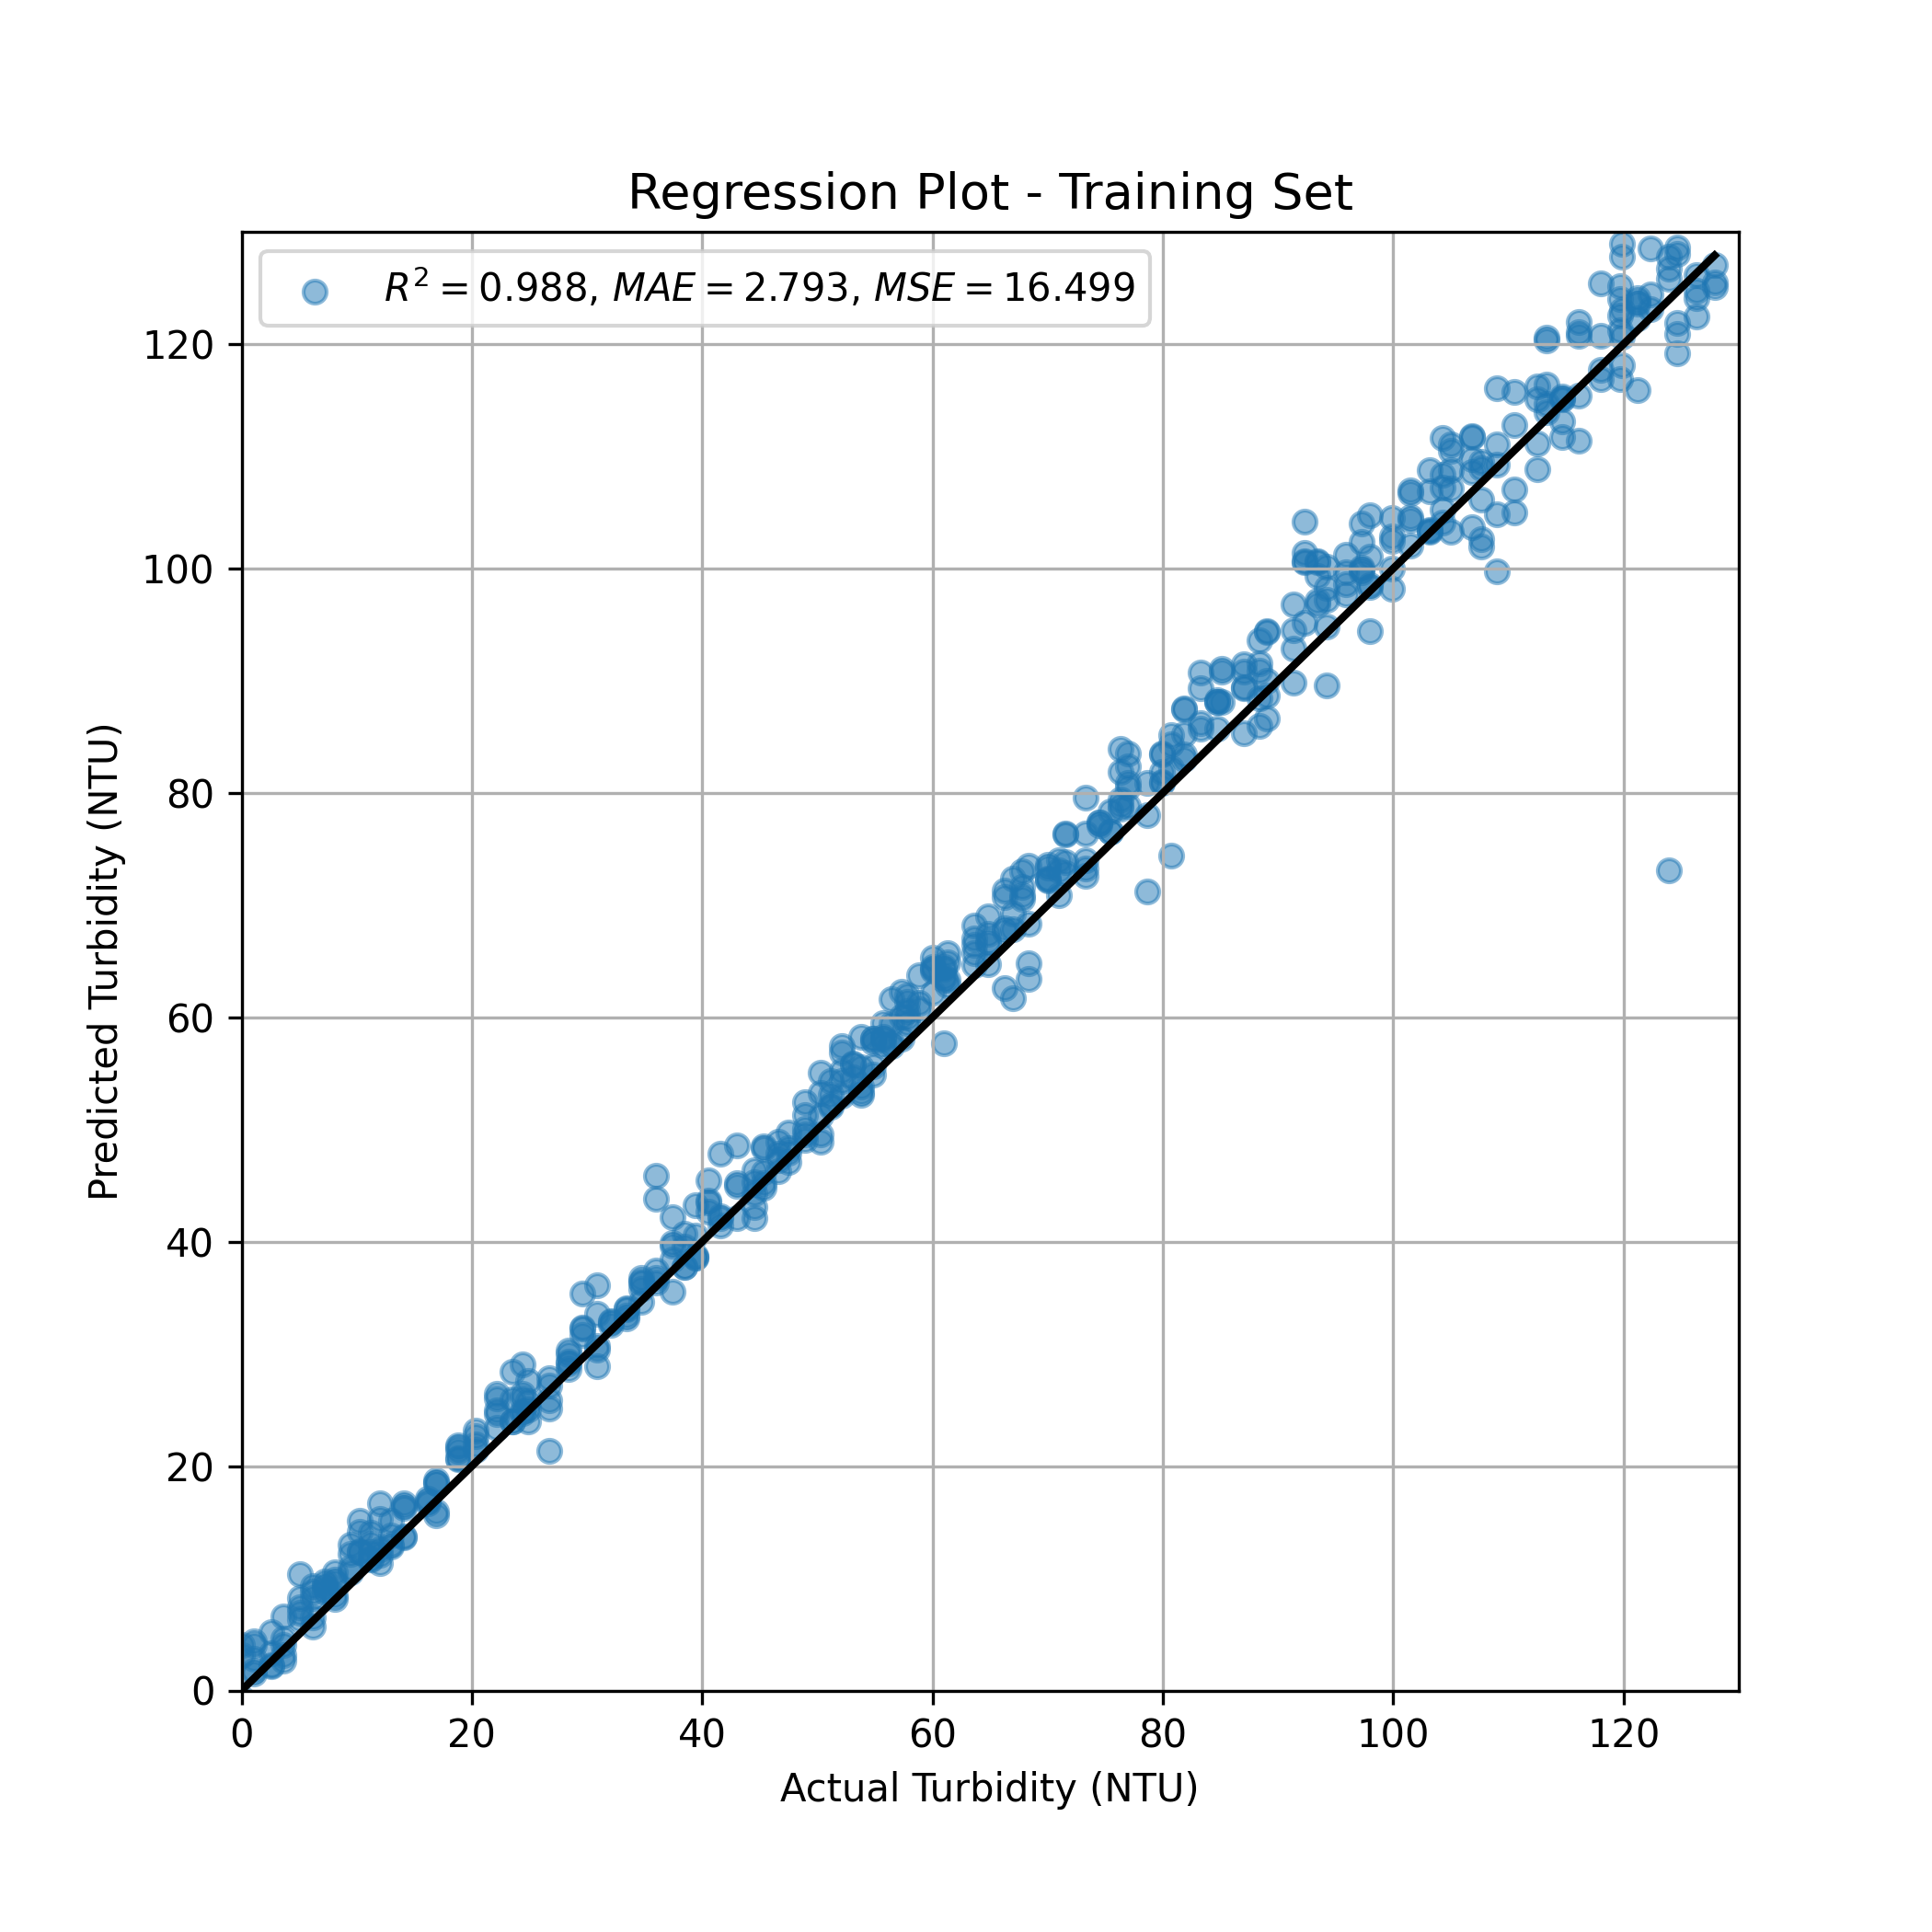 Regression Plot - Training Set
R² = 0.988, MAE = 2.793, MSE = 16.499
Predicted Turbidity (NTU)
120
100
80
60
40
20
0
0 20 40 60 80 100 120
Actual Turbidity (NTU)